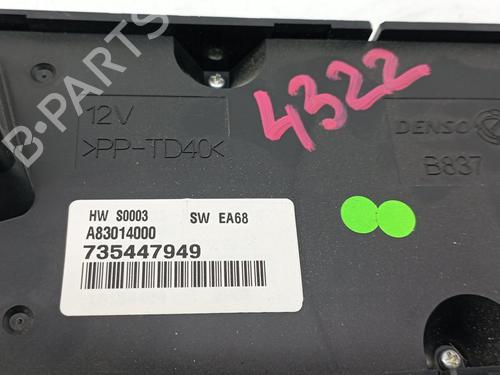 4322
12V
>PP-TD40<
DENSO
B837
HW S0003 SW EA68
A83014000
735447949
B-PARTS